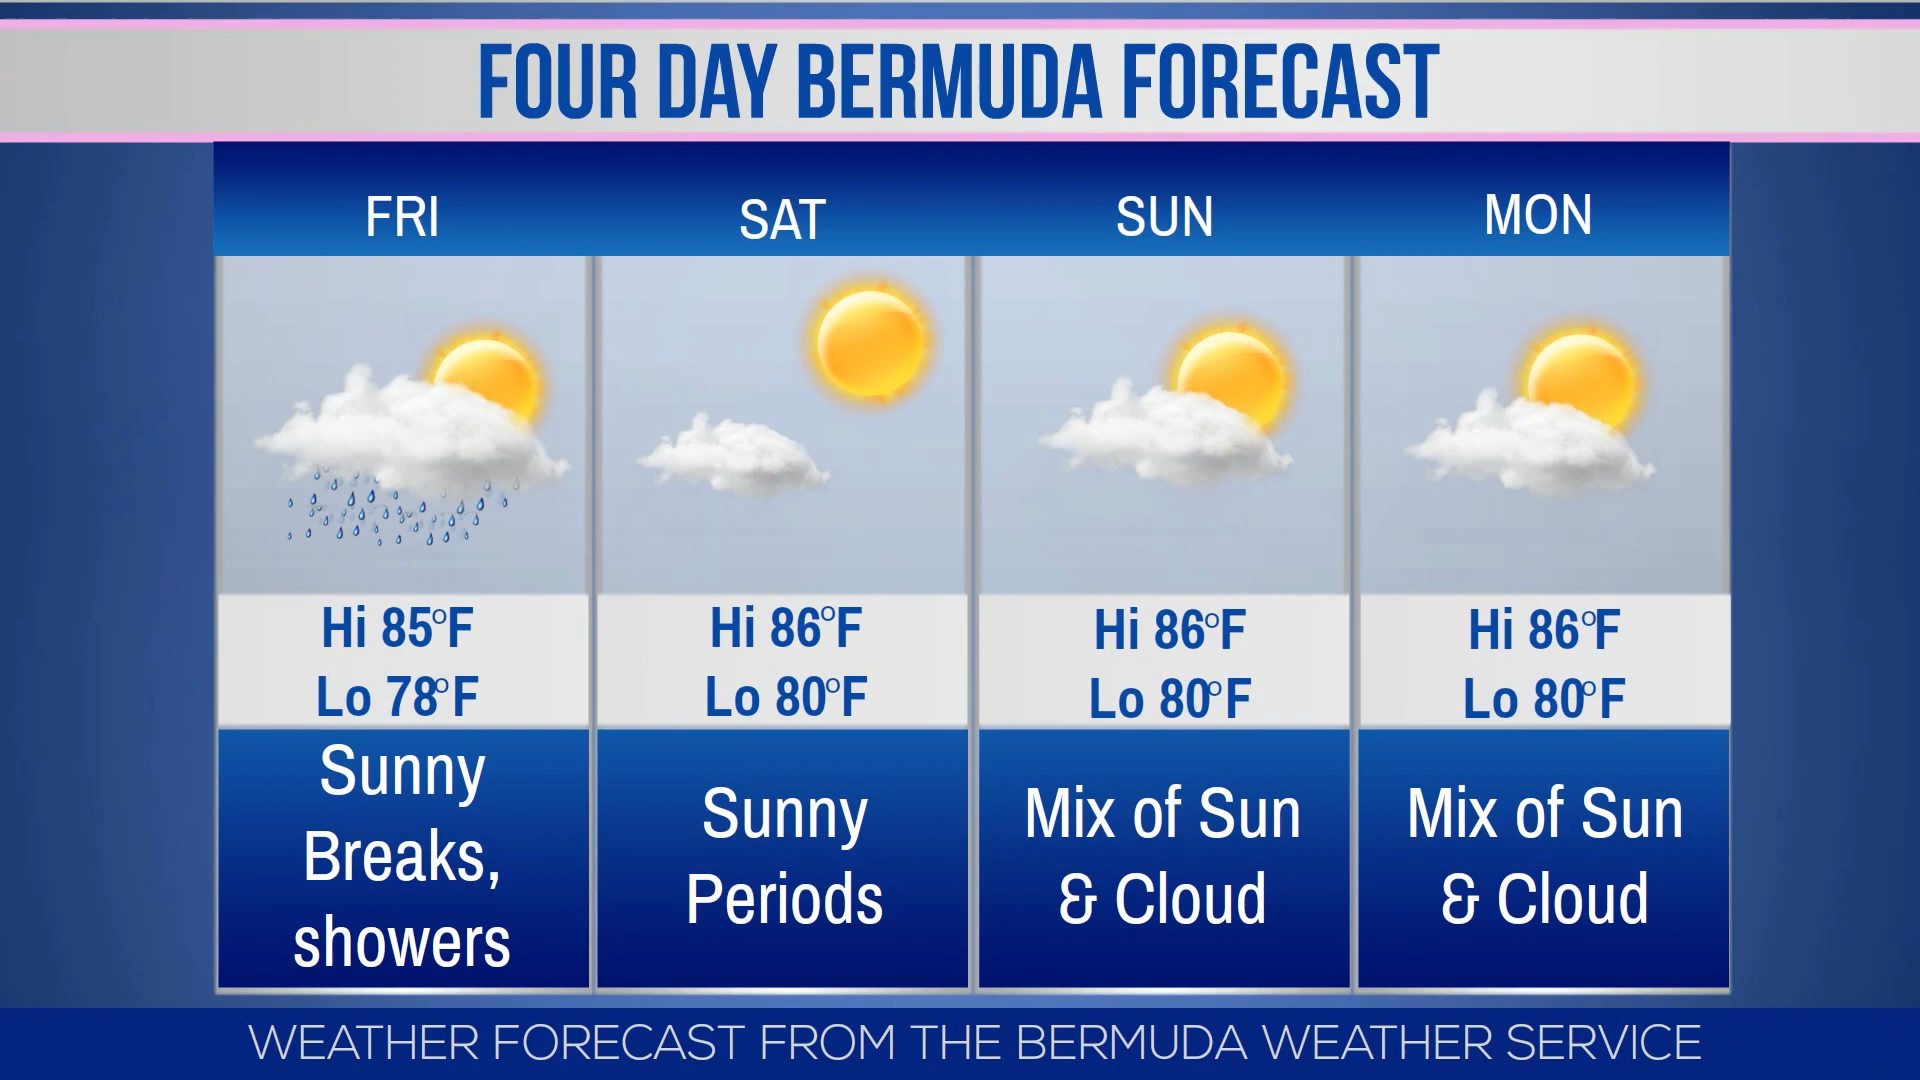 FOUR DAY BERMUDA FORECAST
FRI
SAT
SUN
MON
Hi 85°F
Lo 78°F
Hi 86°F
Lo 80°F
Hi 86°F
Lo 80°F
Hi 86°F
Lo 80°F
Sunny
Breaks,
showers
Sunny
Periods
Mix of Sun
& Cloud
Mix of Sun
& Cloud
WEATHER FORECAST FROM THE BERMUDA WEATHER SERVICE